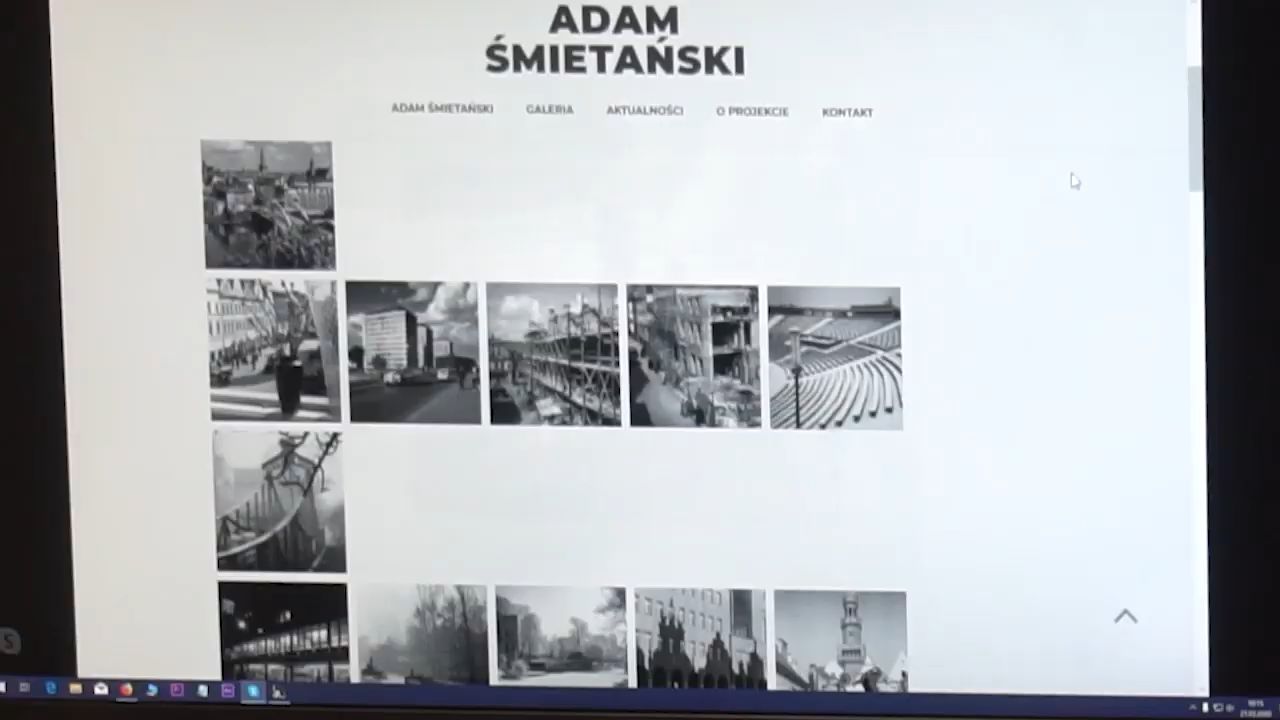 ADAM
ŚMIETAŃSKI
ADAM ŚMIETAŃSKI GALERIA AKTUALNOŚCI O PROJEKCIE KONTAKT